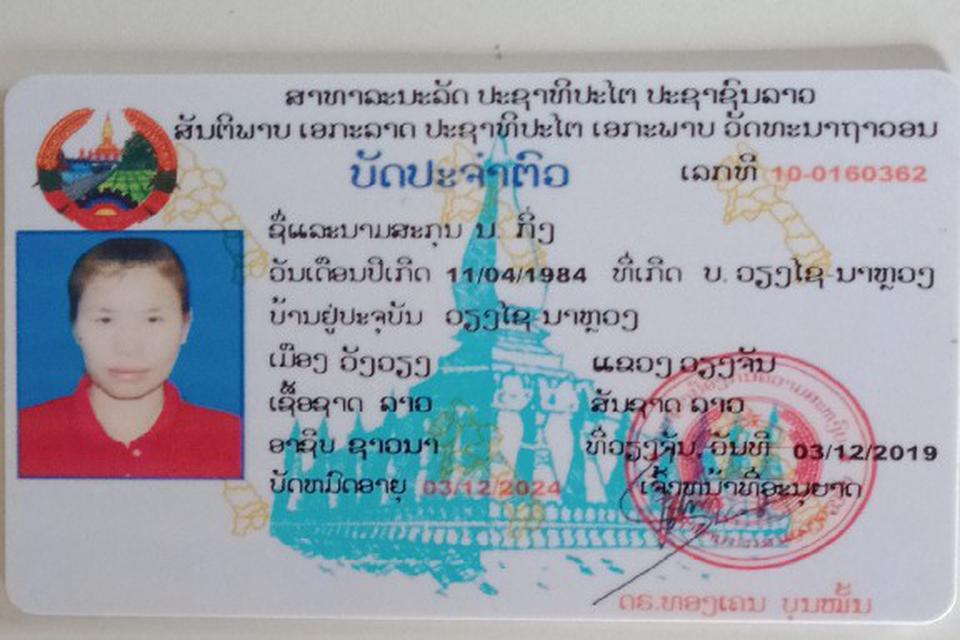 ສາທາລະນະລັດ ປະຊາທິປະໄຕ ປະຊາຊົນລາວ
ສັນຕິພາບ ເອກະລາດ ປະຊາທິປະໄຕ ເອກະພາບ ວັດທະນາຖາວອນ
ບັດປະຈຳຕົວ ເລກທີ 10-0160362
ຊື່ແລະນາມສະກຸນ ນ. ກິ່ງ
ວັນເດືອນປີເກີດ 11/04/1984 ທີ່ເກີດ ບ. ວຽງໄຊ-ນາຫຼວງ
ບ້ານຢູ່ປະຈຸບັນ ວຽງໄຊ-ນາຫຼວງ
ເມືອງ ວັງວຽງ ແຂວງ ວຽງຈັນ
ເຊື້ອຊາດ ລາວ ສັນຊາດ ລາວ
ອາຊີບ ຊາວນາ ທີ່ວຽງຈັນ, ວັນທີ 03/12/2019
ບັດຫມົດອາຍຸ 03/12/2024 ເຈົ້າໜ້າທີ່ອະນຸຍາດ
ດຣ.ທອງເຄນ ບຸນໝັ້ນ